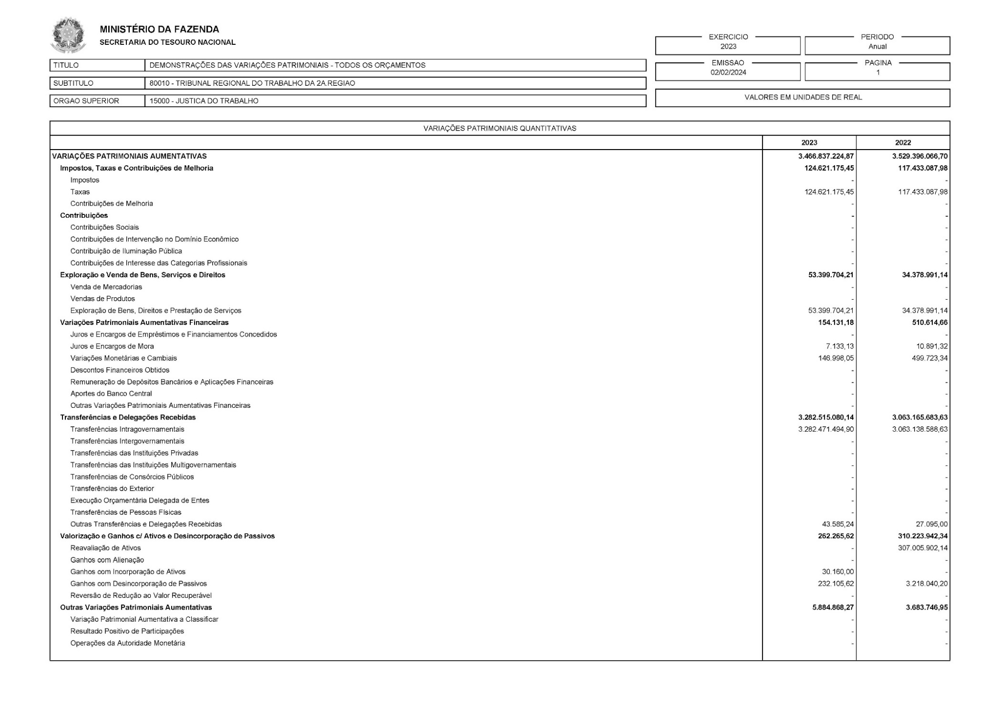 MINISTÉRIO DA FAZENDA
SECRETARIA DO TESOURO NACIONAL
EXERCICIO
2023
PERIODO
Anual
TITULO DEMONSTRAÇÕES DAS VARIAÇÕES PATRIMONIAIS - TODOS OS ORÇAMENTOS
EMISSAO
02/02/2024
PAGINA
1
SUBTITULO 80010 - TRIBUNAL REGIONAL DO TRABALHO DA 2A.REGIAO
ORGAO SUPERIOR 15000 - JUSTICA DO TRABALHO
VALORES EM UNIDADES DE REAL
VARIAÇÕES PATRIMONIAIS QUANTITATIVAS
2023 2022
VARIAÇÕES PATRIMONIAIS AUMENTATIVAS 3.466.837.224,87 3.529.396.066,70
Impostos, Taxas e Contribuições de Melhoria 124.621.175,45 117.433.087,98
Impostos - -
Taxas 124.621.175,45 117.433.087,98
Contribuições de Melhoria - -
Contribuições - -
Contribuições Sociais - -
Contribuições de Intervenção no Domínio Econômico - -
Contribuição de Iluminação Pública - -
Contribuições de Interesse das Categorias Profissionais - -
Exploração e Venda de Bens, Serviços e Direitos 53.399.704,21 34.378.991,14
Venda de Mercadorias - -
Vendas de Produtos - -
Exploração de Bens, Direitos e Prestação de Serviços 53.399.704,21 34.378.991,14
Variações Patrimoniais Aumentativas Financeiras 154.131,18 510.614,66
Juros e Encargos de Empréstimos e Financiamentos Concedidos - -
Juros e Encargos de Mora 7.133,13 10.891,32
Variações Monetárias e Cambiais 146.998,05 499.723,34
Descontos Financeiros Obtidos - -
Remuneração de Depósitos Bancários e Aplicações Financeiras - -
Aportes do Banco Central - -
Outras Variações Patrimoniais Aumentativas Financeiras - -
Transferências e Delegações Recebidas 3.282.515.080,14 3.063.165.683,63
Transferências Intragovernamentais 3.282.471.494,90 3.063.138.588,63
Transferências Intergovernamentais - -
Transferências das Instituições Privadas - -
Transferências das Instituições Multigovernamentais - -
Transferências de Consórcios Públicos - -
Transferências do Exterior - -
Execução Orçamentária Delegada de Entes - -
Transferências de Pessoas Físicas - -
Outras Transferências e Delegações Recebidas 43.585,24 27.095,00
Valorização e Ganhos c/ Ativos e Desincorporação de Passivos 262.265,62 310.223.942,34
Reavaliação de Ativos - 307.005.902,14
Ganhos com Alienação - -
Ganhos com Incorporação de Ativos 30.160,00 -
Ganhos com Desincorporação de Passivos 232.105,62 3.218.040,20
Reversão de Redução ao Valor Recuperável - -
Outras Variações Patrimoniais Aumentativas 5.884.868,27 3.683.746,95
Variação Patrimonial Aumentativa a Classificar - -
Resultado Positivo de Participações - -
Operações da Autoridade Monetária - -